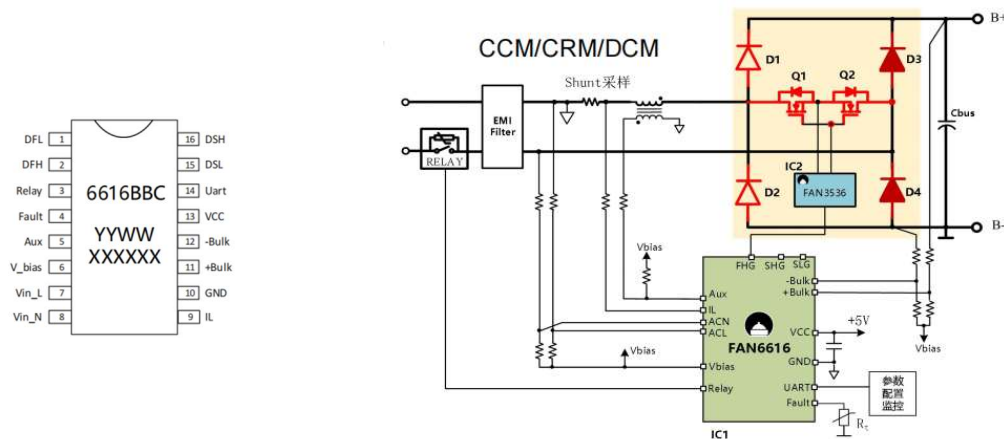 6616BBC
YYWW
XXXXXX
DFL 1
DFH 2
Relay 3
Fault 4
Aux 5
V_bias 6
Vin_L 7
Vin_N 8
16 DSH
15 DSL
14 Uart
13 VCC
12 -Bulk
11 +Bulk
10 GND
9 IL
CCM/CRM/DCM
Shunt采样
EMI
Filter
RELAY
D1
Q1
Q2
D3
D2
D4
IC2
FAN3536
Cbus
B+
B-
FHG
SHG
SLG
Vbias
Aux
IL
ACN
ACL
Vbias
Vbias
Relay
FAN6616
-Bulk
+Bulk
VCC
+5V
GND
UART
Fault
Vbias
参数
配置
监控
Rt
IC1